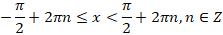 -π/2 + 2πn ≤ x < π/2 + 2πn, n ∈ Z